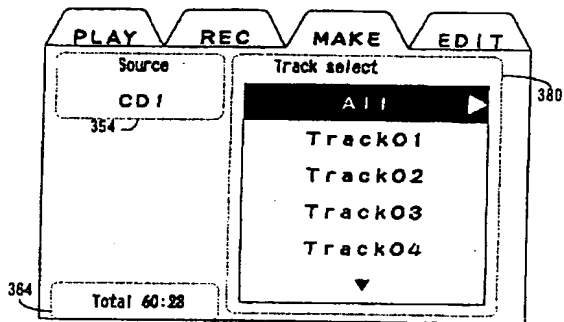 PLAY REC MAKE EDIT
Source
CD1
354
Track select
380
All
Track01
Track02
Track03
Track04
364
Total 60:28